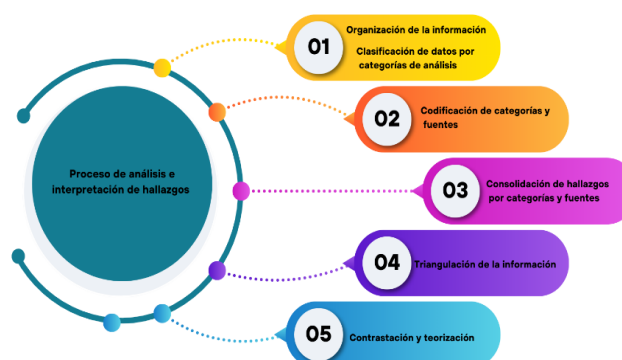 01
Organización de la información
Clasificación de datos por
categorías de análisis
02
Codificación de categorías y
fuentes
Proceso de análisis e
interpretación de hallazgos
03
Consolidación de hallazgos
por categorías y fuentes
04
Triangulación de la información
05
Contrastación y teorización